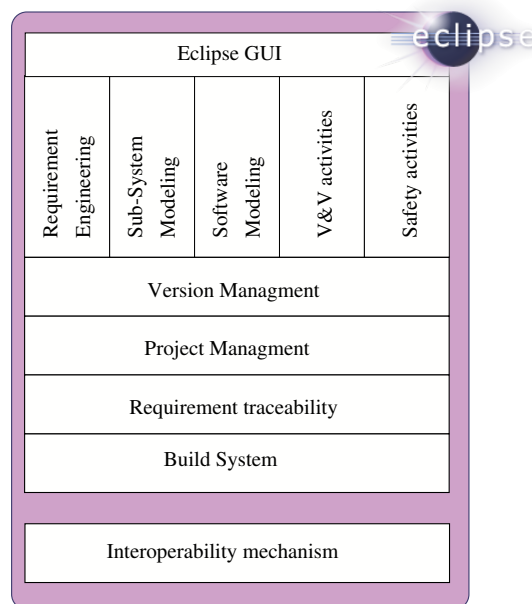 eclipse
Eclipse GUI
Requirement
Engineering
Sub-System
Modeling
Software
Modeling
V&V activities
Safety activities
Version Managment
Project Managment
Requirement traceability
Build System
Interoperability mechanism